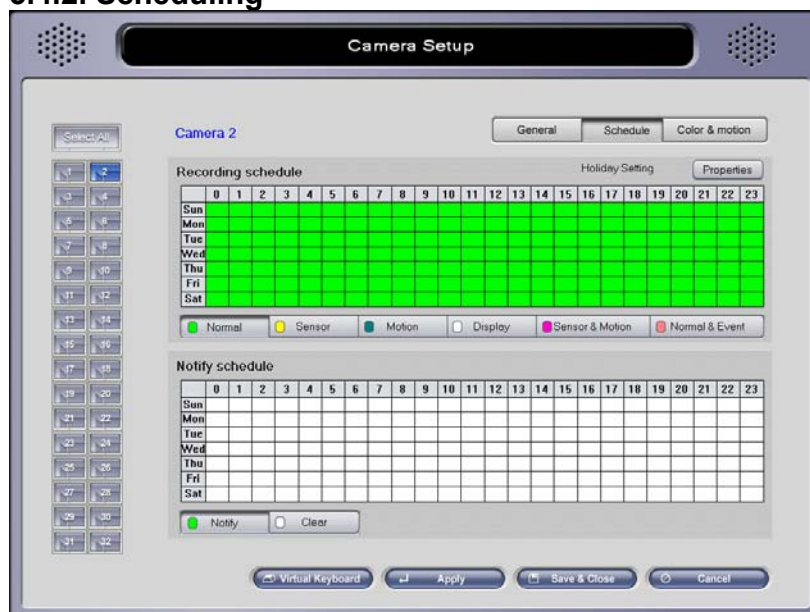 Camera Setup
Select All
Camera 2
General Schedule Color & motion
1 2
3 4
5 6
7 8
9 10
11 12
13 14
15 16
17 18
19 20
21 22
23 24
25 26
27 28
29 30
31 32
Recording schedule Holiday Setting Properties
0 1 2 3 4 5 6 7 8 9 10 11 12 13 14 15 16 17 18 19 20 21 22 23
Sun
Mon
Tue
Wed
Thu
Fri
Sat
Normal Sensor Motion Display Sensor & Motion Normal & Event
Notify schedule
0 1 2 3 4 5 6 7 8 9 10 11 12 13 14 15 16 17 18 19 20 21 22 23
Sun
Mon
Tue
Wed
Thu
Fri
Sat
Notify Clear
Virtual Keyboard Apply Save & Close Cancel